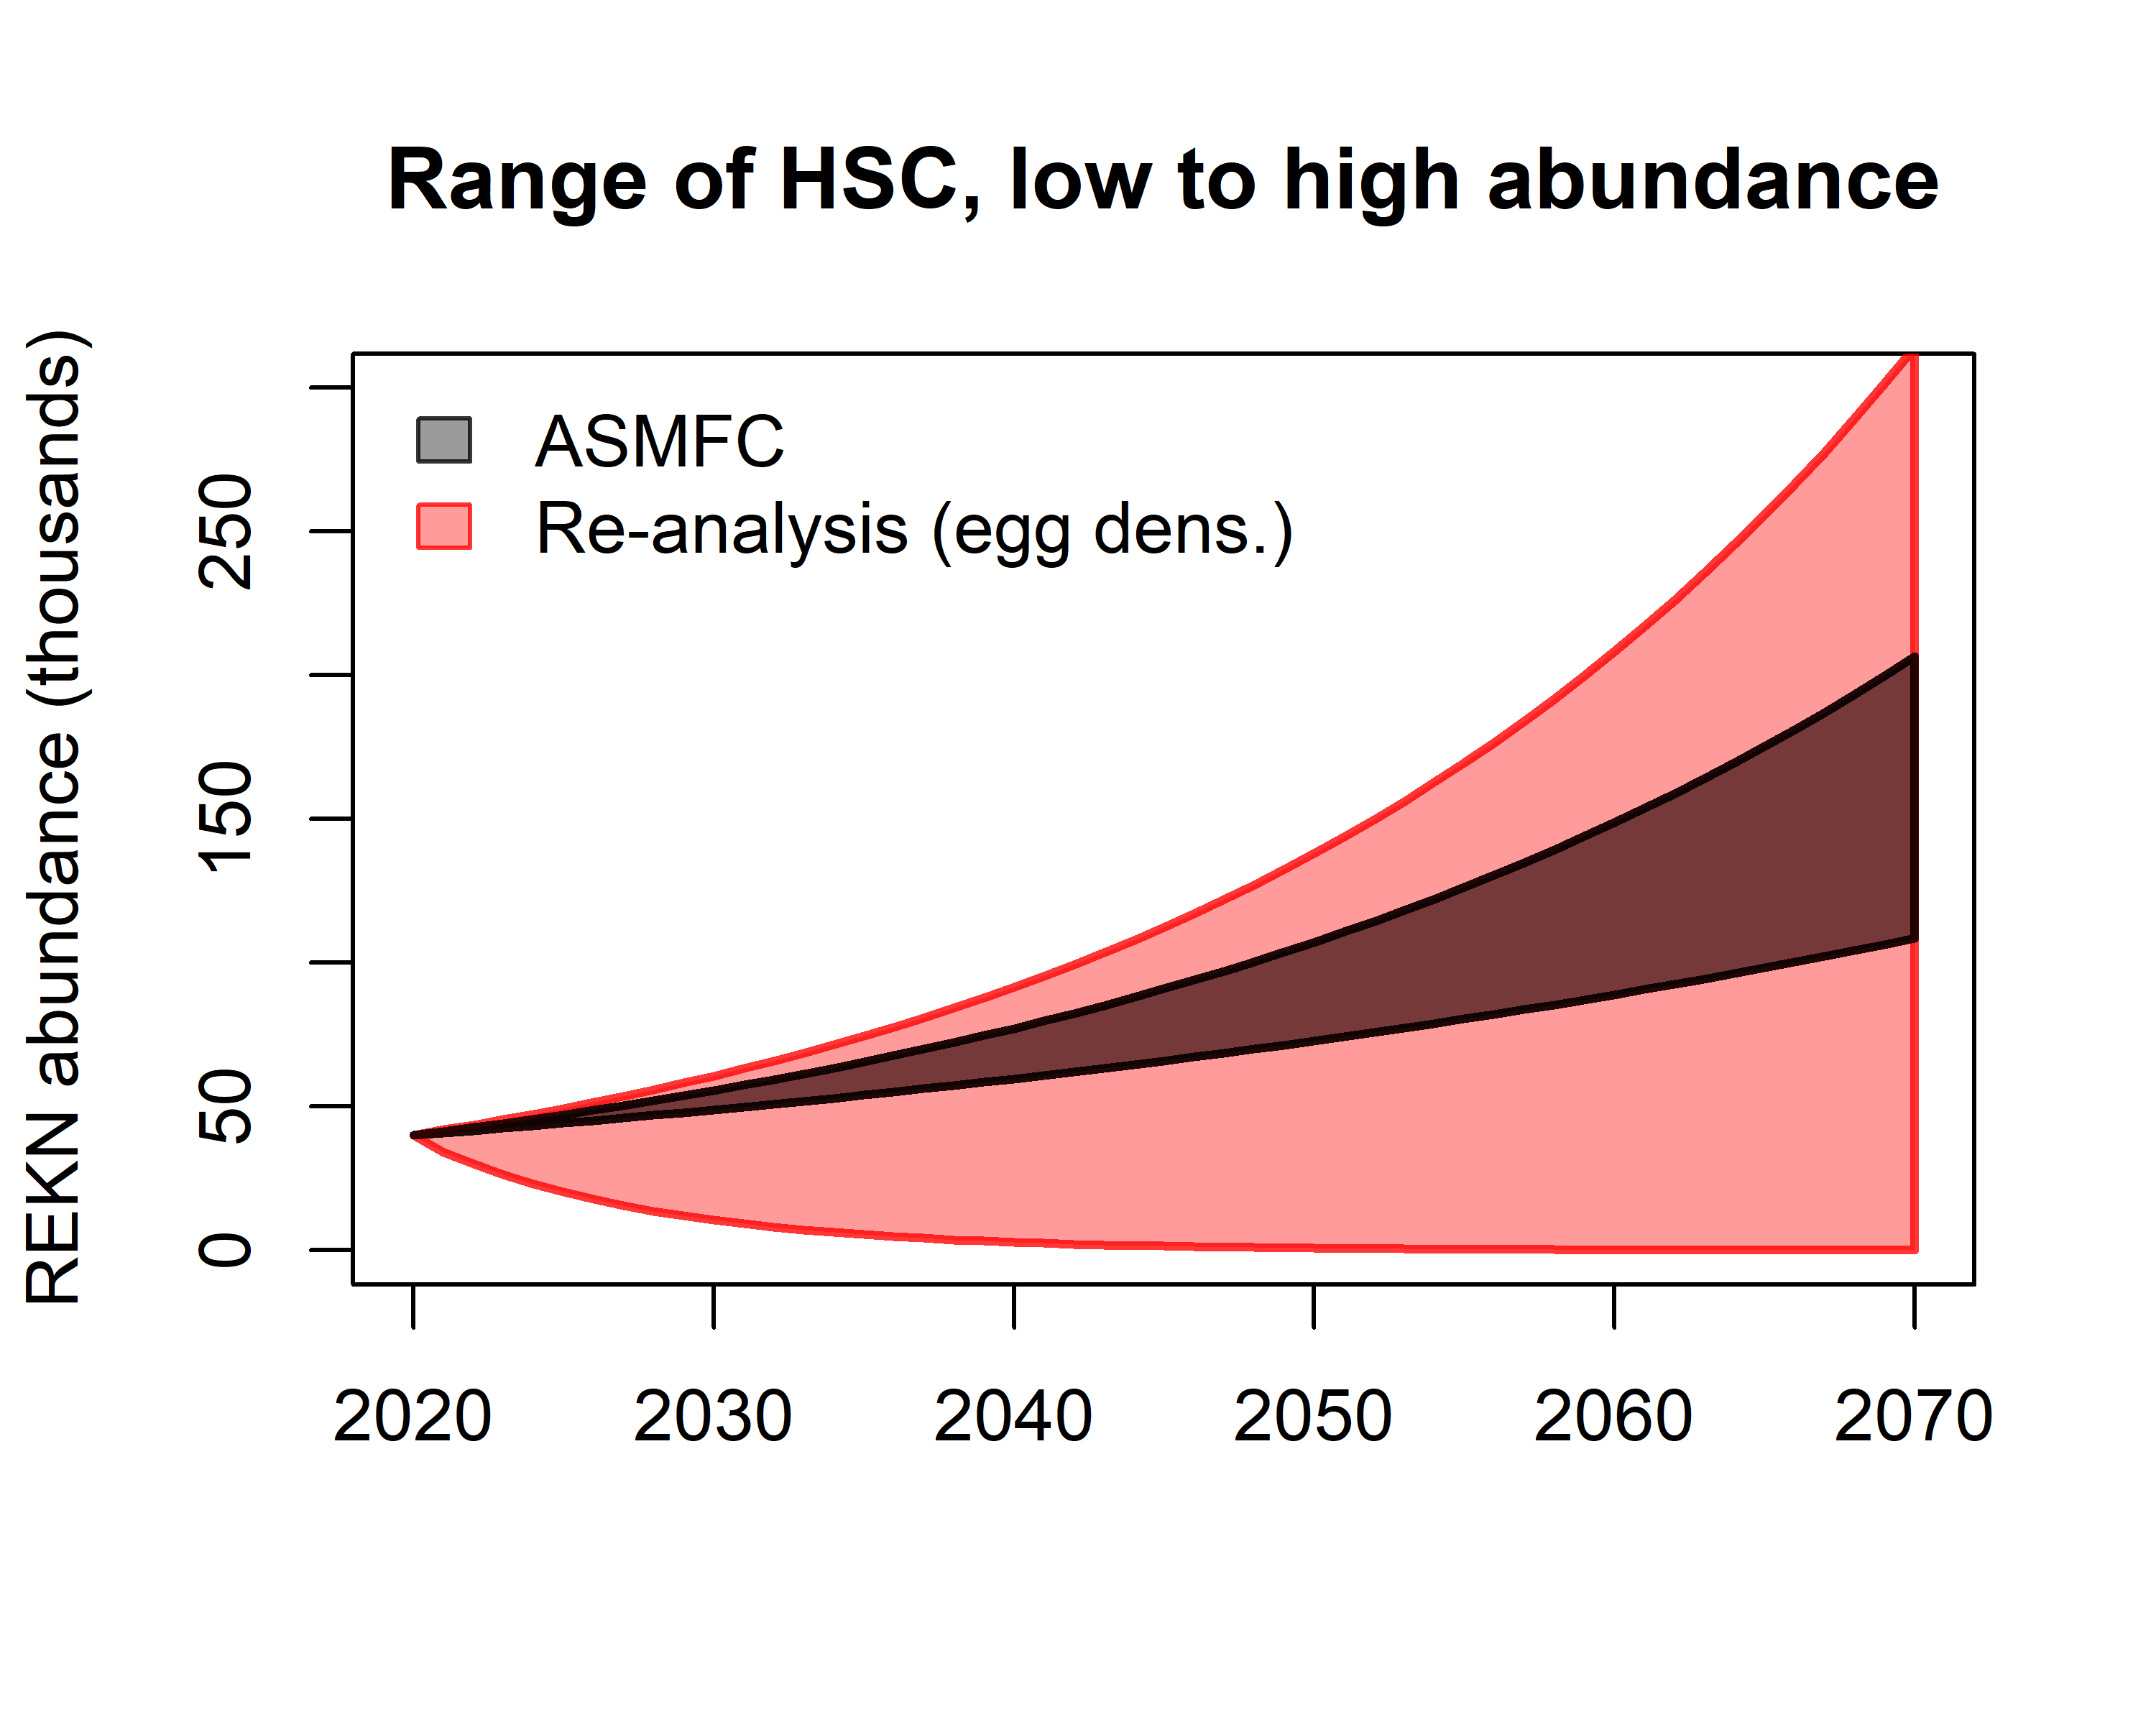 Range of HSC, low to high abundance
ASMFC
Re-analysis (egg dens.)
REKN abundance (thousands)
250
150
50
0
2020 2030 2040 2050 2060 2070